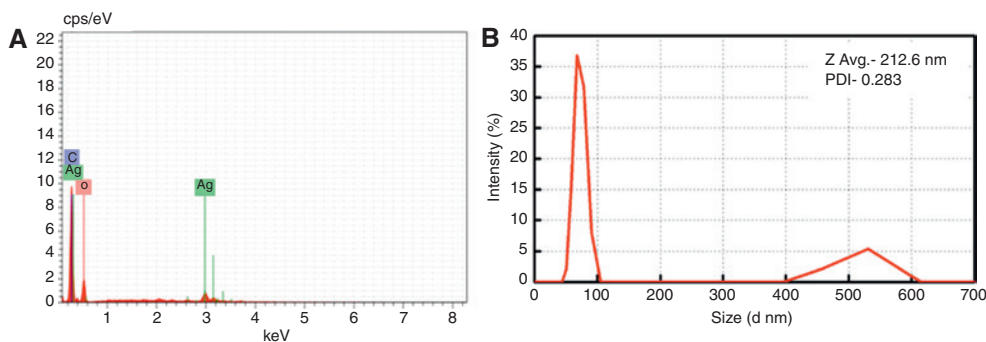 A
cps/eV
22
20
18
16
14
12
10
8
6
4
2
0
C
Ag
o
Ag
1 2 3 4 5 6 7 8
keV
B
40
35
30
25
20
15
10
5
0
Intensity (%)
Z Avg.- 212.6 nm
PDI- 0.283
0 100 200 300 400 500 600 700
Size (d nm)